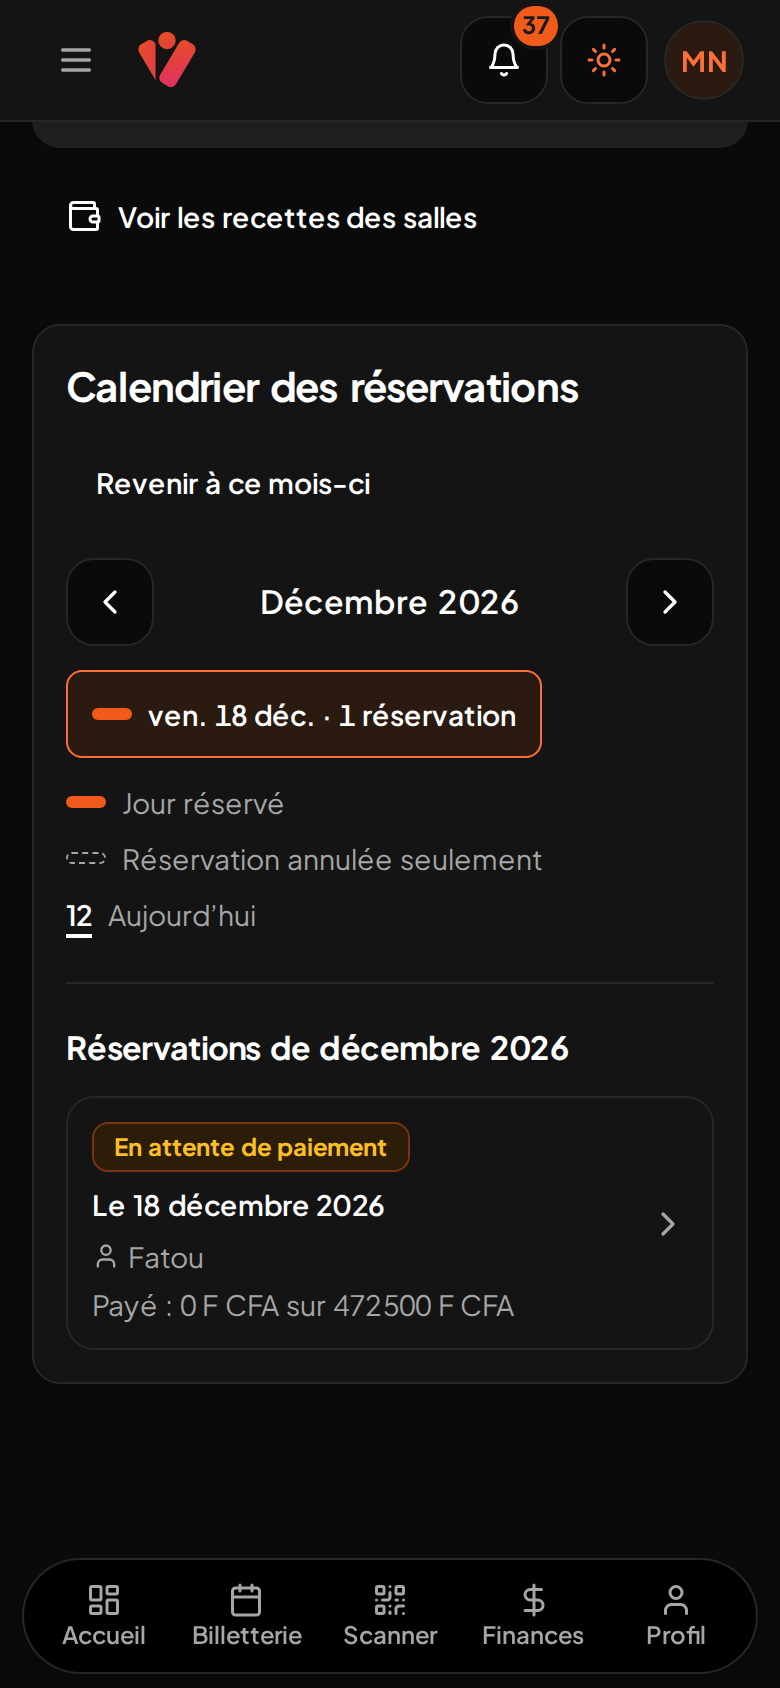 37
MN
Voir les recettes des salles
Calendrier des réservations
Revenir à ce mois-ci
Décembre 2026
ven. 18 déc. · 1 réservation
Jour réservé
Réservation annulée seulement
12 Aujourd’hui
Réservations de décembre 2026
En attente de paiement
Le 18 décembre 2026
Fatou
Payé : 0 F CFA sur 472500 F CFA
Accueil Billetterie Scanner Finances Profil